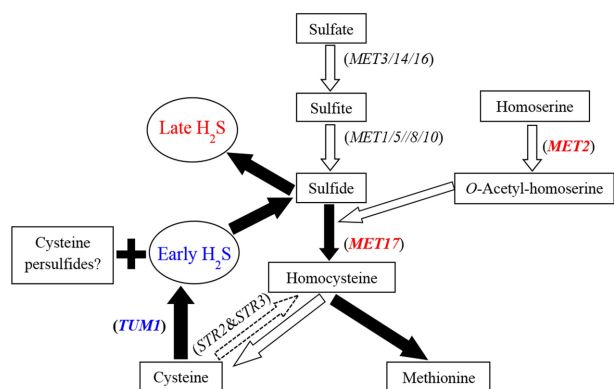 Sulfate
(MET3/14/16)
Sulfite
Homoserine
Late H₂S
(MET1/5//8/10)
(MET2)
Sulfide
O-Acetyl-homoserine
Cysteine
persulfides?
Early H₂S
(MET17)
Homocysteine
(TUM1)
(STR2&STR3)
Cysteine
Methionine